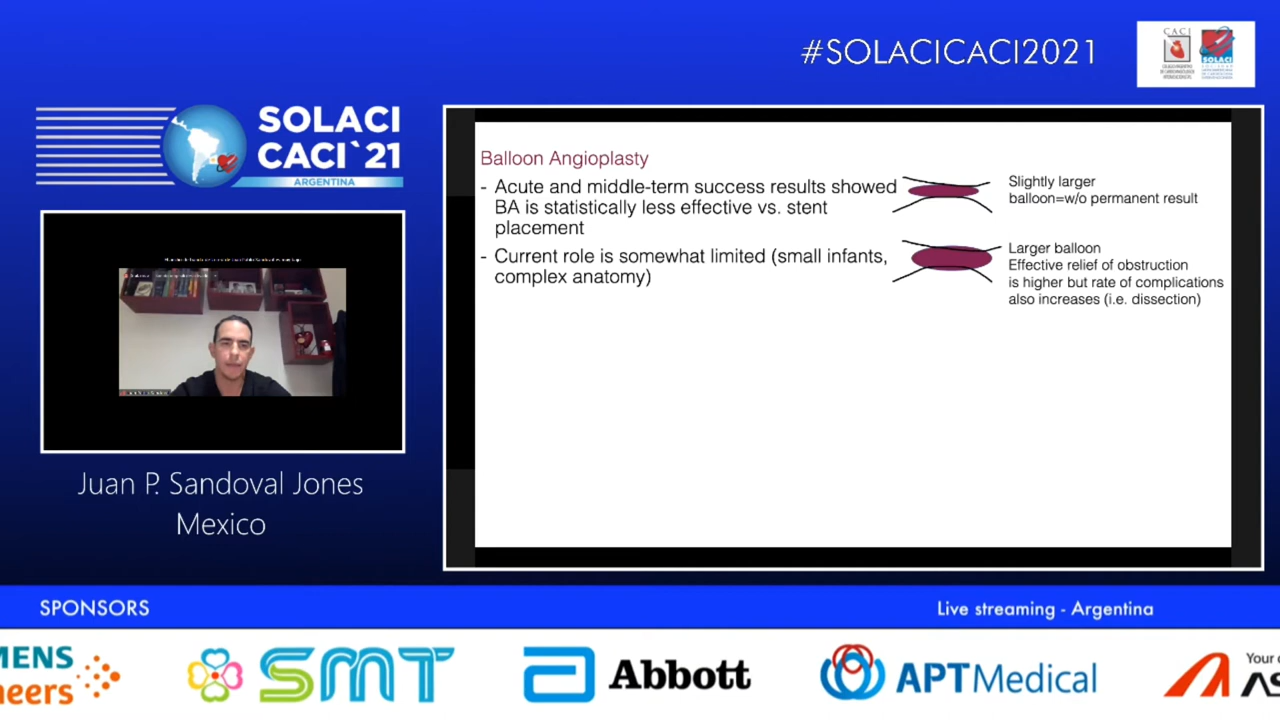 #SOLACICACI2021
CACI
SOLACI
SOLACI
CACI`21
ARGENTINA
Juan P. Sandoval Jones
Mexico
Balloon Angioplasty
- Acute and middle-term success results showed
BA is statistically less effective vs. stent
placement
- Current role is somewhat limited (small infants,
complex anatomy)
Slightly larger
balloon=w/o permanent result
Larger balloon
Effective relief of obstruction
is higher but rate of complications
also increases (i.e. dissection)
SPONSORS
Live streaming - Argentina
MENS
neers
SMT
Abbott
APTMedical
Your
AS